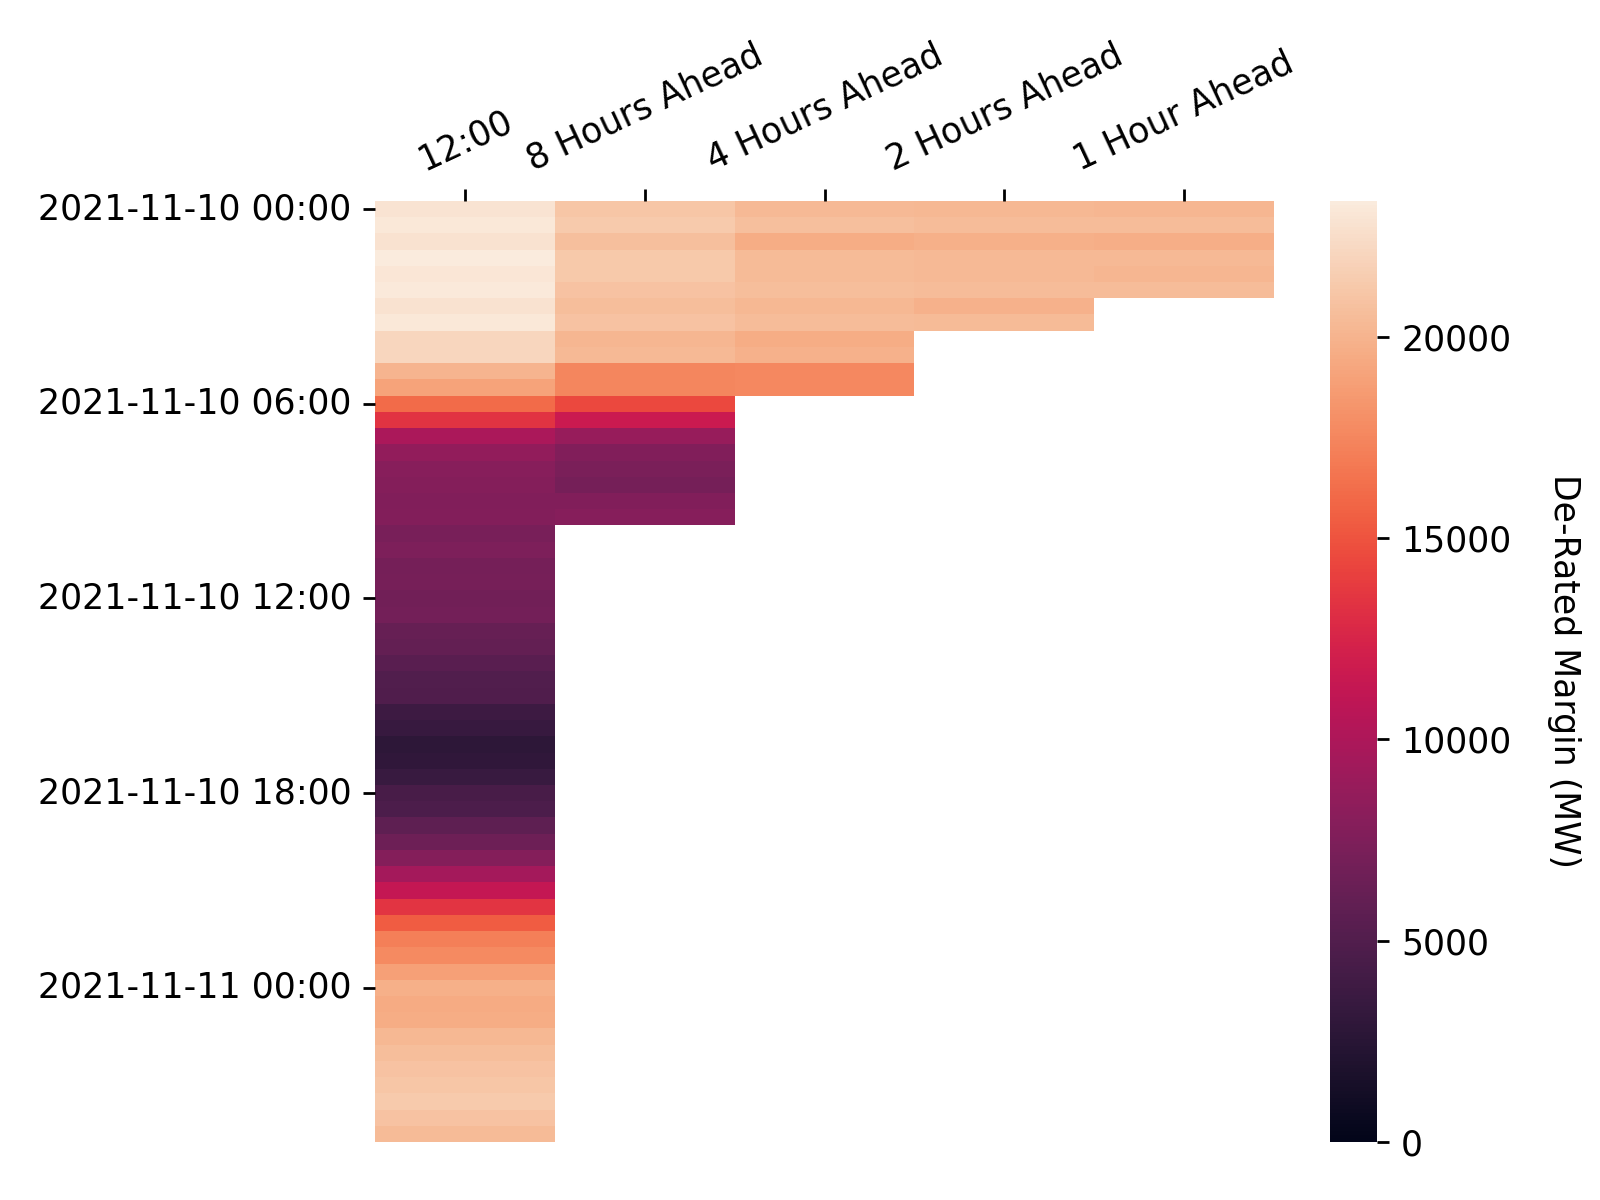 12:00
8 Hours Ahead
4 Hours Ahead
2 Hours Ahead
1 Hour Ahead
2021-11-10 00:00
2021-11-10 06:00
2021-11-10 12:00
2021-11-10 18:00
2021-11-11 00:00
20000
15000
10000
5000
0
De-Rated Margin (MW)